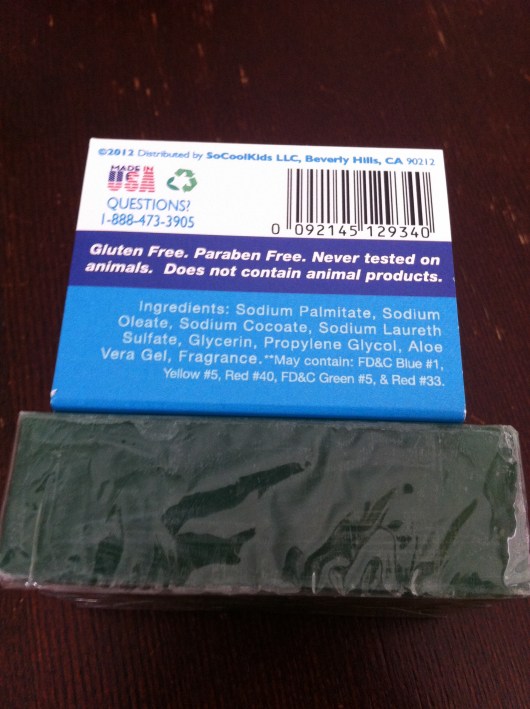 ©2012 Distributed by SoCoolKids LLC, Beverly Hills, CA 90212
MADE IN
USA
QUESTIONS?
1-888-473-3905
0 092145 129340
Gluten Free. Paraben Free. Never tested on
animals. Does not contain animal products.
Ingredients: Sodium Palmitate, Sodium
Oleate, Sodium Cocoate, Sodium Laureth
Sulfate, Glycerin, Propylene Glycol, Aloe
Vera Gel, Fragrance.**May contain: FD&C Blue #1,
Yellow #5, Red #40, FD&C Green #5, & Red #33.